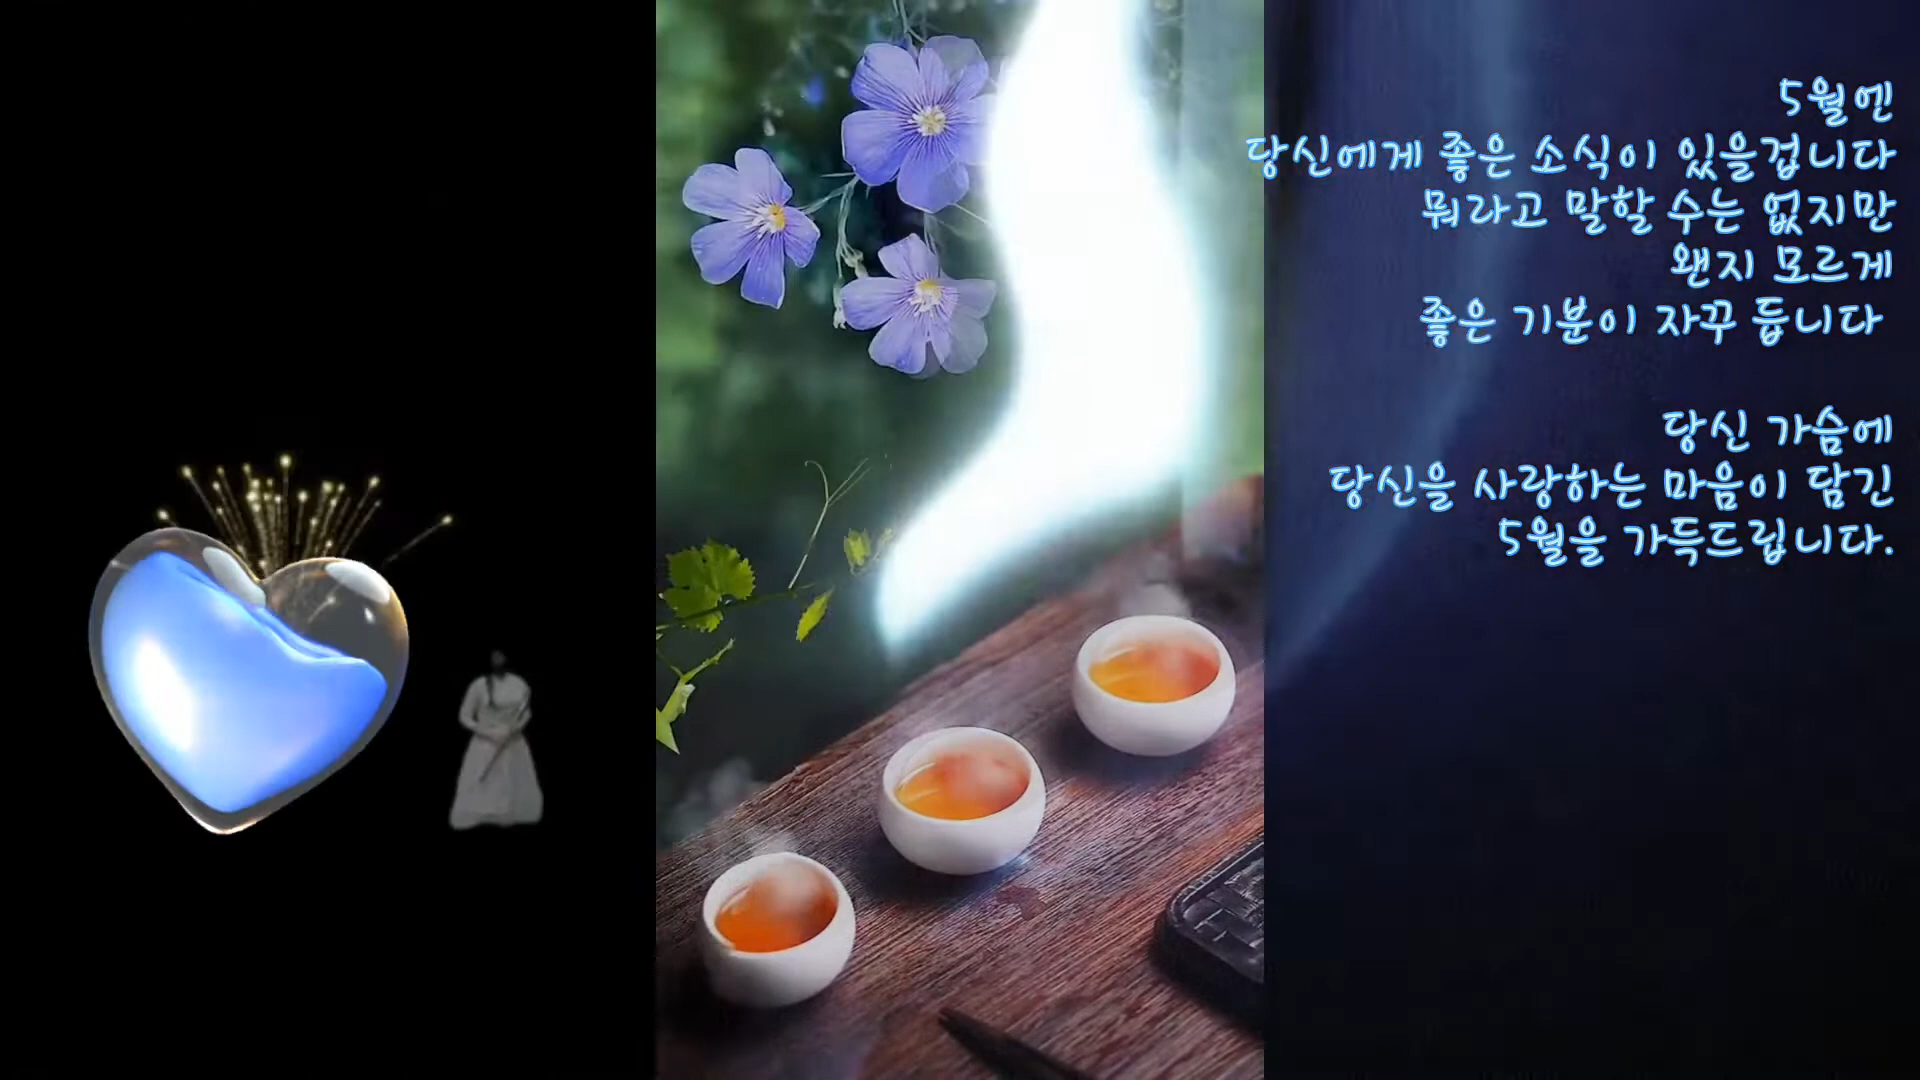 5월엔
당신에게 좋은 소식이 있을겁니다
뭐라고 말할 수는 없지만
왠지 모르게
좋은 기분이 자꾸 듭니다
당신 가슴에
당신을 사랑하는 마음이 담긴
5월을 가득드립니다.